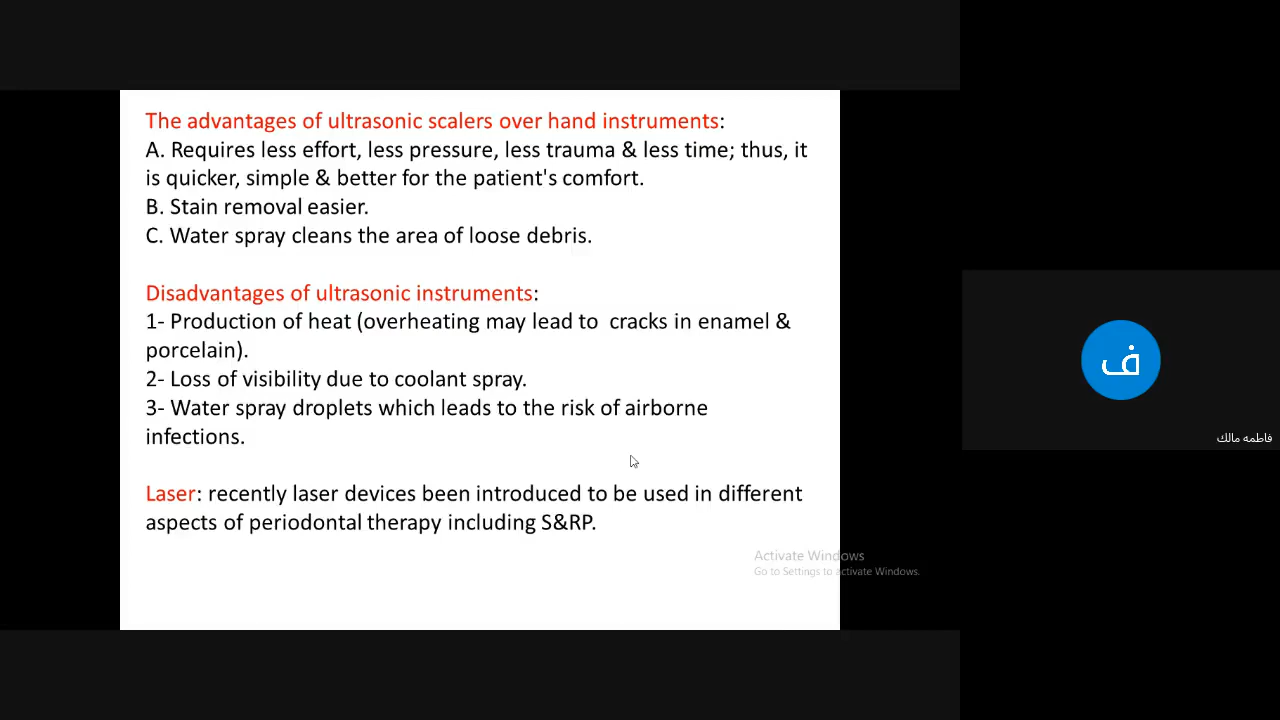 The advantages of ultrasonic scalers over hand instruments:
A. Requires less effort, less pressure, less trauma & less time; thus, it
is quicker, simple & better for the patient's comfort.
B. Stain removal easier.
C. Water spray cleans the area of loose debris.
Disadvantages of ultrasonic instruments:
1- Production of heat (overheating may lead to  cracks in enamel &
porcelain).
2- Loss of visibility due to coolant spray.
3- Water spray droplets which leads to the risk of airborne
infections.
Laser: recently laser devices been introduced to be used in different
aspects of periodontal therapy including S&RP.
Activate Windows
Go to Settings to activate Windows.
ف
فاطمه مالك